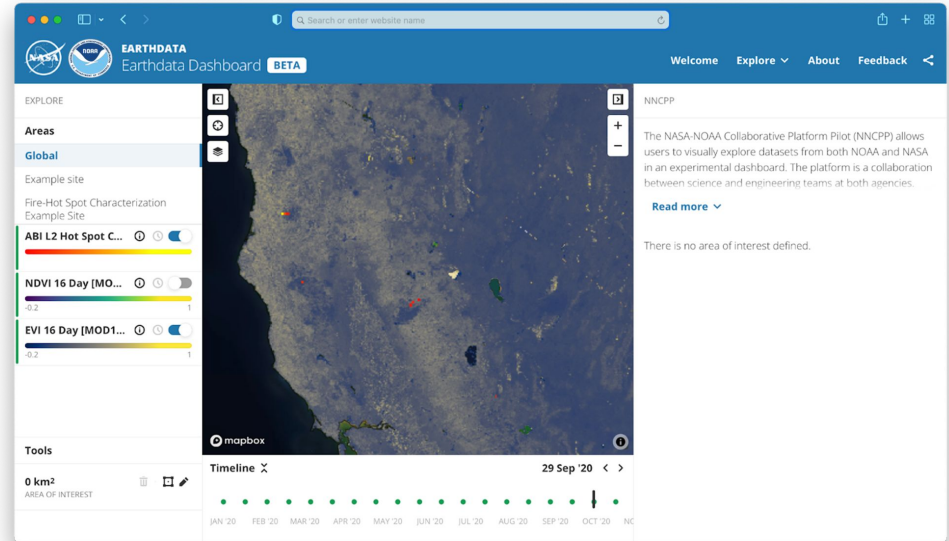 Search or enter website name
NASA
NOAA
EARTHDATA
Earthdata Dashboard BETA
Welcome Explore About Feedback
EXPLORE
Areas
Global
Example site
Fire-Hot Spot Characterization
Example Site
ABI L2 Hot Spot C...
NDVI 16 Day [MO...
-0.2 1
EVI 16 Day [MOD1...
-0.2 1
Tools
0 km2
AREA OF INTEREST
mapbox
Timeline 29 Sep '20
JAN '20 FEB '20 MAR '20 APR '20 MAY '20 JUN '20 JUL '20 AUG '20 SEP '20 OCT '20 NO
NNCPP
The NASA-NOAA Collaborative Platform Pilot (NNCPP) allows
users to visually explore datasets from both NOAA and NASA
in an experimental dashboard. The platform is a collaboration
between science and engineering teams at both agencies.
Read more
There is no area of interest defined.